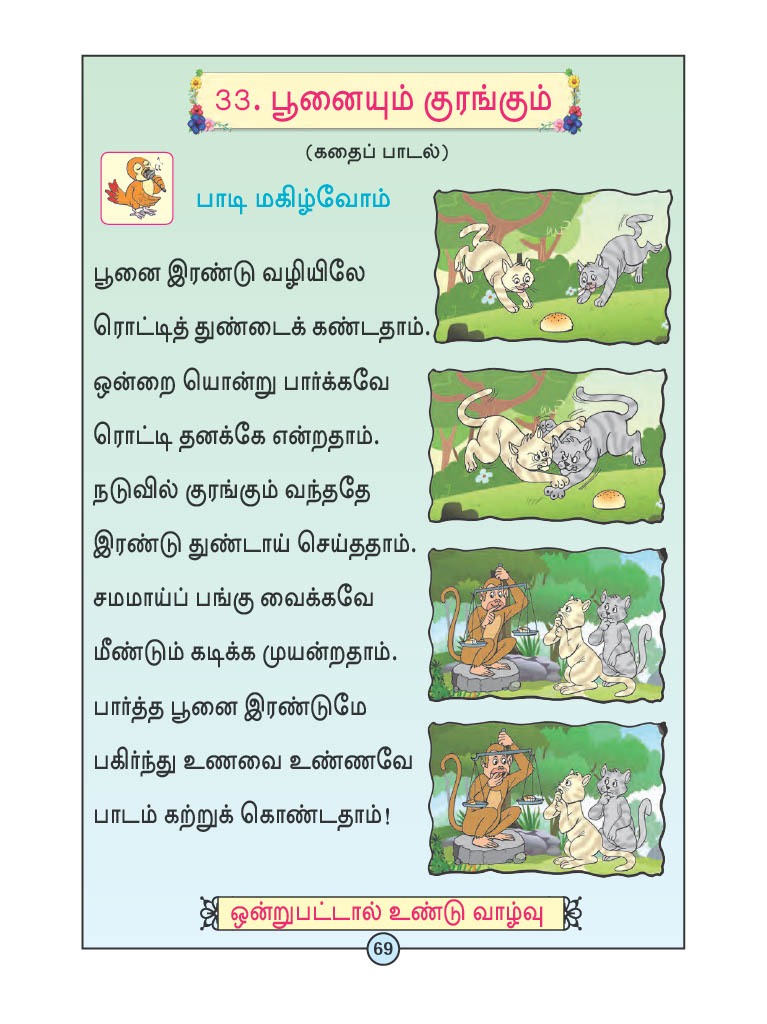 33. பூனையும் குரங்கும்
(கதைப் பாடல்)
பாடி மகிழ்வோம்
பூனை இரண்டு வழியிலே
ரொட்டித் துண்டைக் கண்டதாம்.
ஒன்றை யொன்று பார்க்கவே
ரொட்டி தனக்கே என்றதாம்.
நடுவில் குரங்கும் வந்ததே
இரண்டு துண்டாய் செய்ததாம்.
சமமாய்ப் பங்கு வைக்கவே
மீண்டும் கடிக்க முயன்றதாம்.
பார்த்த பூனை இரண்டுமே
பகிர்ந்து உணவை உண்ணவே
பாடம் கற்றுக் கொண்டதாம்!
ஒன்றுபட்டால் உண்டு வாழ்வு
69